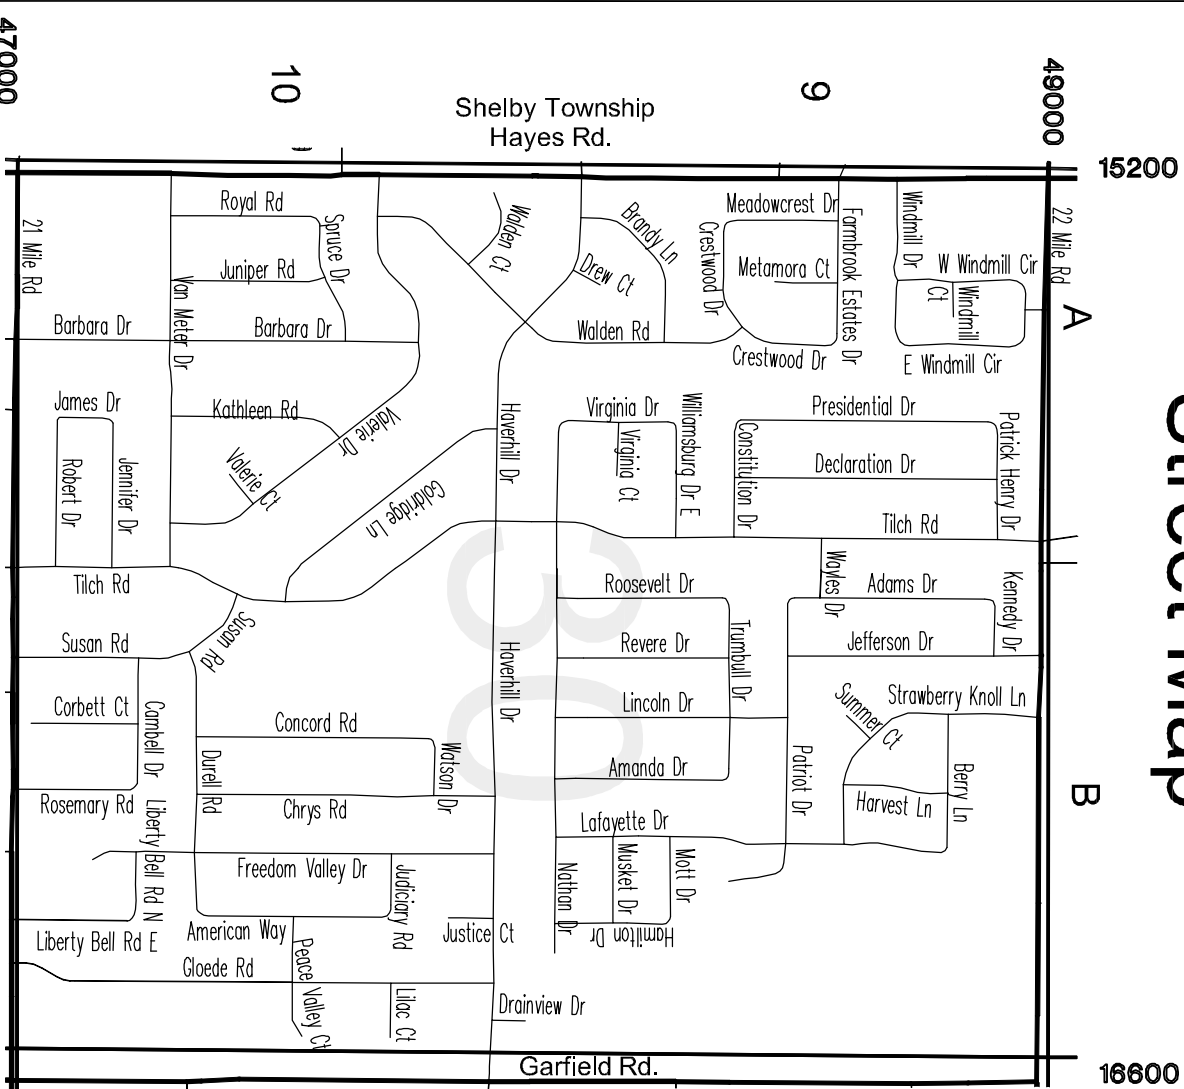 47000
10
Shelby Township
Hayes Rd.
9
49000
15200
Royal Rd
Spruce Dr
Walden Ct
Brandy Ln
Meadowcrest Dr
Windmill Dr
22 Mile Rd
21 Mile Rd
Juniper Rd
Van Meter Dr
Drew Ct
Crestwood Dr
Metamora Ct
Farmbrook Estates Dr
W Windmill Cir
Windmill
Ct
A
Barbara Dr
Barbara Dr
Walden Rd
Crestwood Dr
E Windmill Cir
James Dr
Kathleen Rd
Valerie Dr
Haverhill Dr
Virginia Dr
Williamsburg Dr E
Presidential Dr
Patrick Henry Dr
Street Map
Robert Dr
Jennifer Dr
Valerie Ct
Goldridge Ln
Virginia Ct
Constitution Dr
Declaration Dr
Tilch Rd
30
Tilch Rd
Roosevelt Dr
Wayles Dr
Adams Dr
Kennedy Dr
Susan Rd
Susan Rd
Haverhill Dr
Revere Dr
Trumbull Dr
Jefferson Dr
Corbett Ct
Cambell Dr
Concord Rd
Lincoln Dr
Summer Ct
Strawberry Knoll Ln
Durell Rd
Watson Dr
Amanda Dr
Patriot Dr
Berry Ln
B
Rosemary Rd
Liberty Bell Rd N
Chrys Rd
Lafayette Dr
Harvest Ln
Freedom Valley Dr
Judiciary Rd
Nathan Dr
Musket Dr
Mott Dr
Liberty Bell Rd E
American Way
Justice Ct
Hamilton Dr
Gloede Rd
Peace Valley Ct
Lilac Ct
Drainview Dr
Garfield Rd.
16600